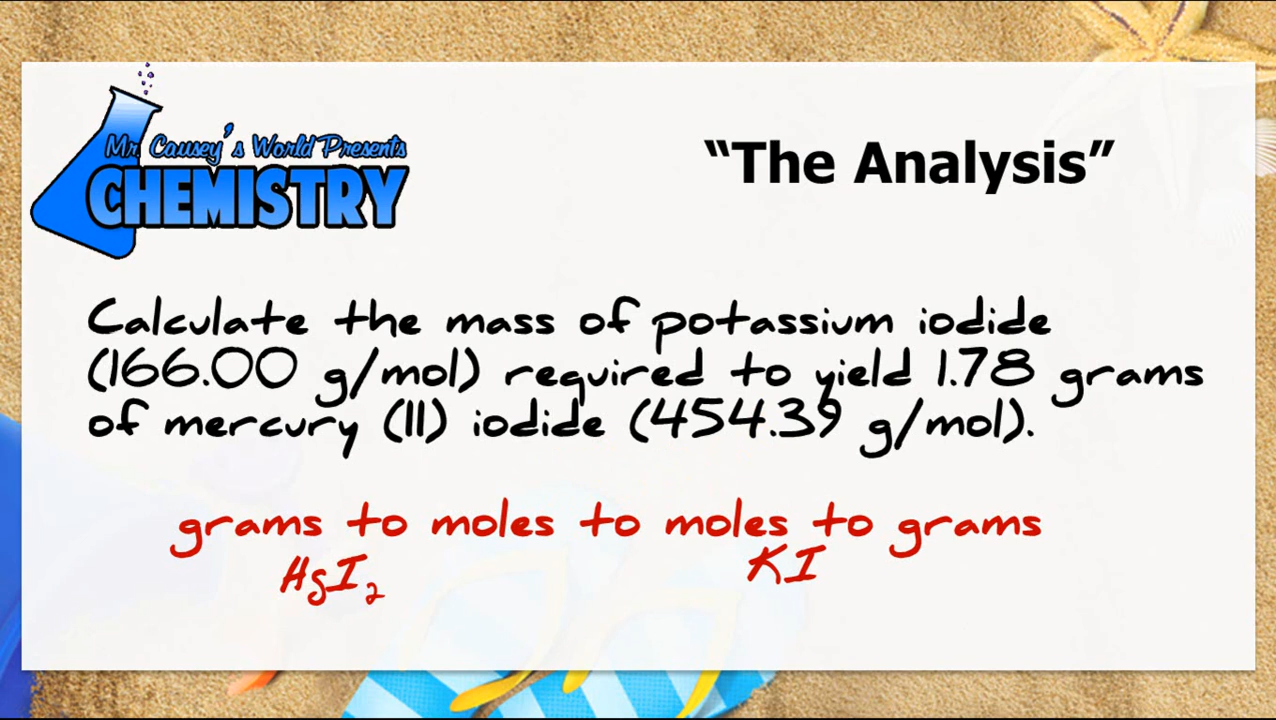 Mr. Causey's World Presents
CHEMISTRY
“The Analysis”
Calculate the mass of potassium iodide
(166.00 g/mol) required to yield 1.78 grams
of mercury (II) iodide (454.39 g/mol).
grams to moles to moles to grams
HgI₂ KI